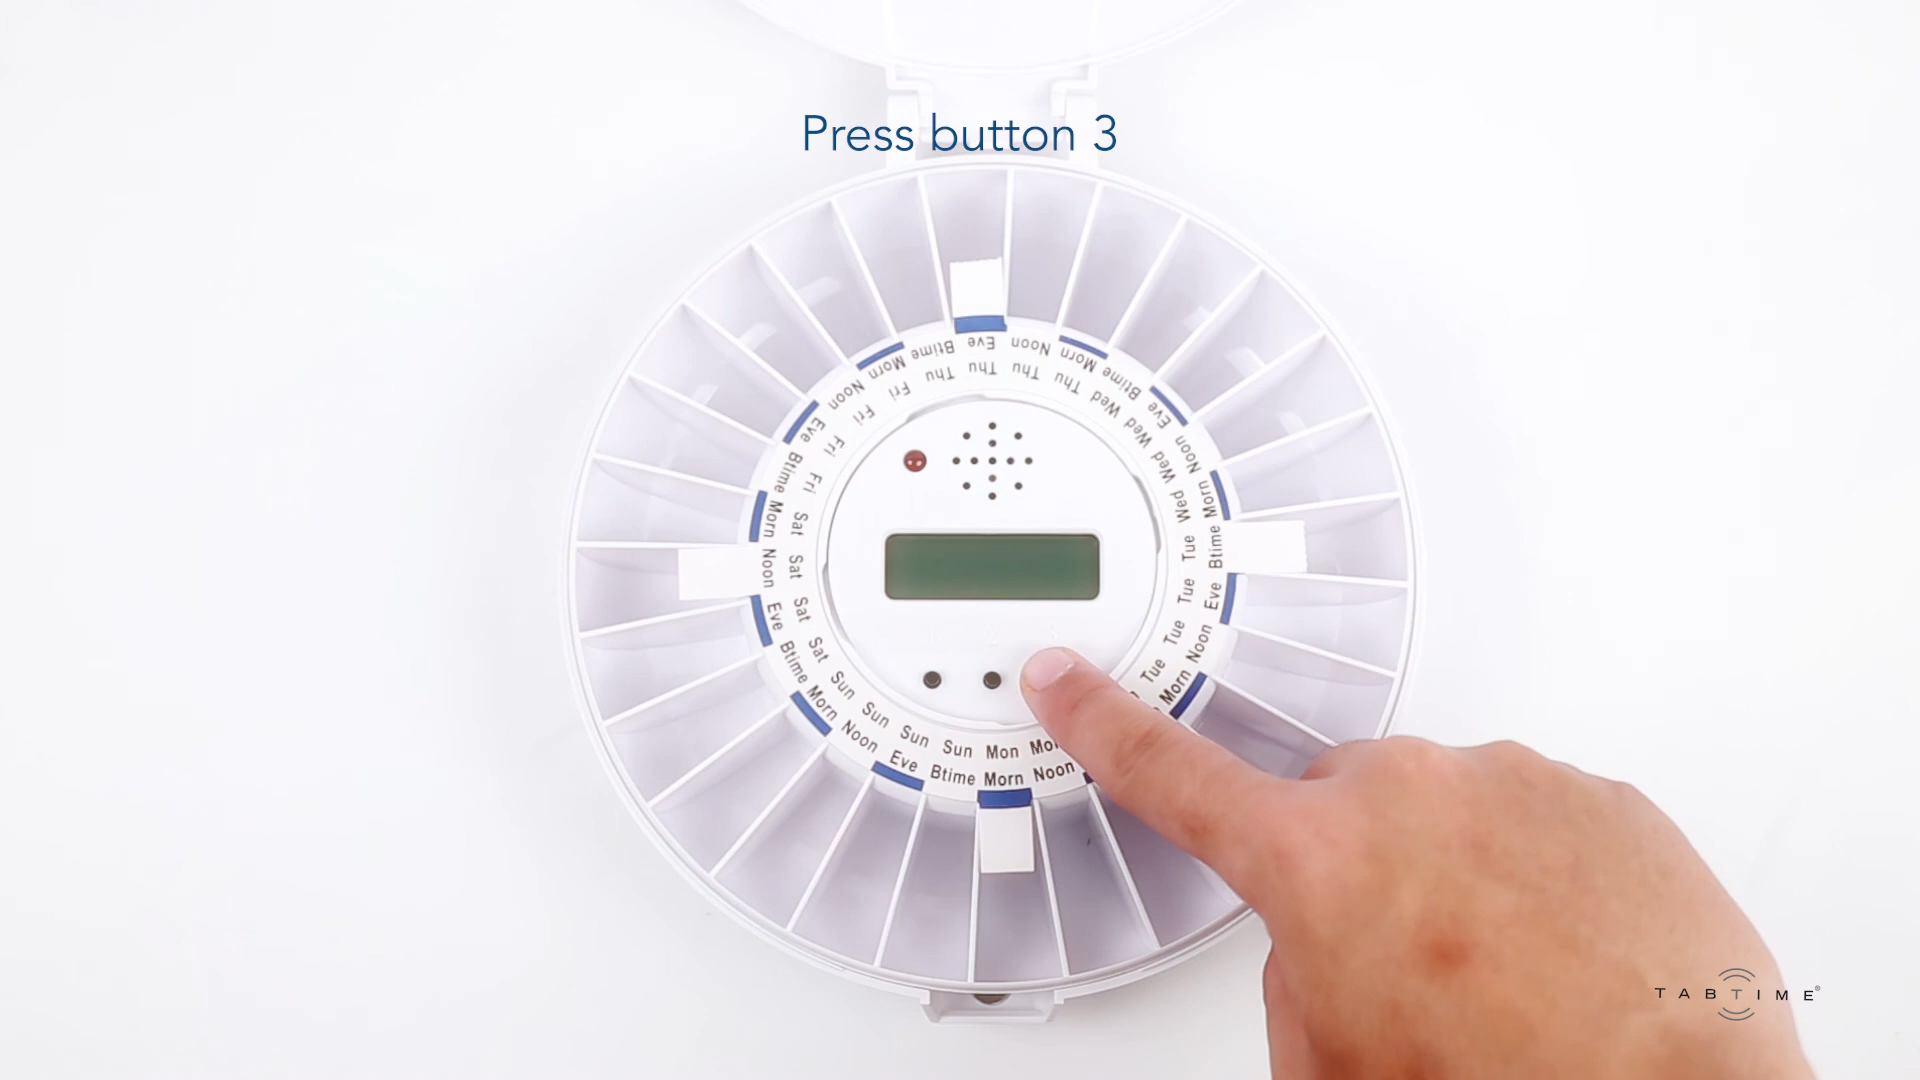 Press button 3
Morn Noon Eve Btime Morn Noon Eve Btime Morn Noon Eve Btime Morn Noon Eve Btime Morn Noon Eve Btime Morn Noon Eve Btime Morn Noon
Mon Tue Tue Tue Tue Wed Wed Wed Wed Thu Thu Thu Thu Fri Fri Fri Fri Sat Sat Sat Sat Sun Sun Sun Sun
2
TABTIME®